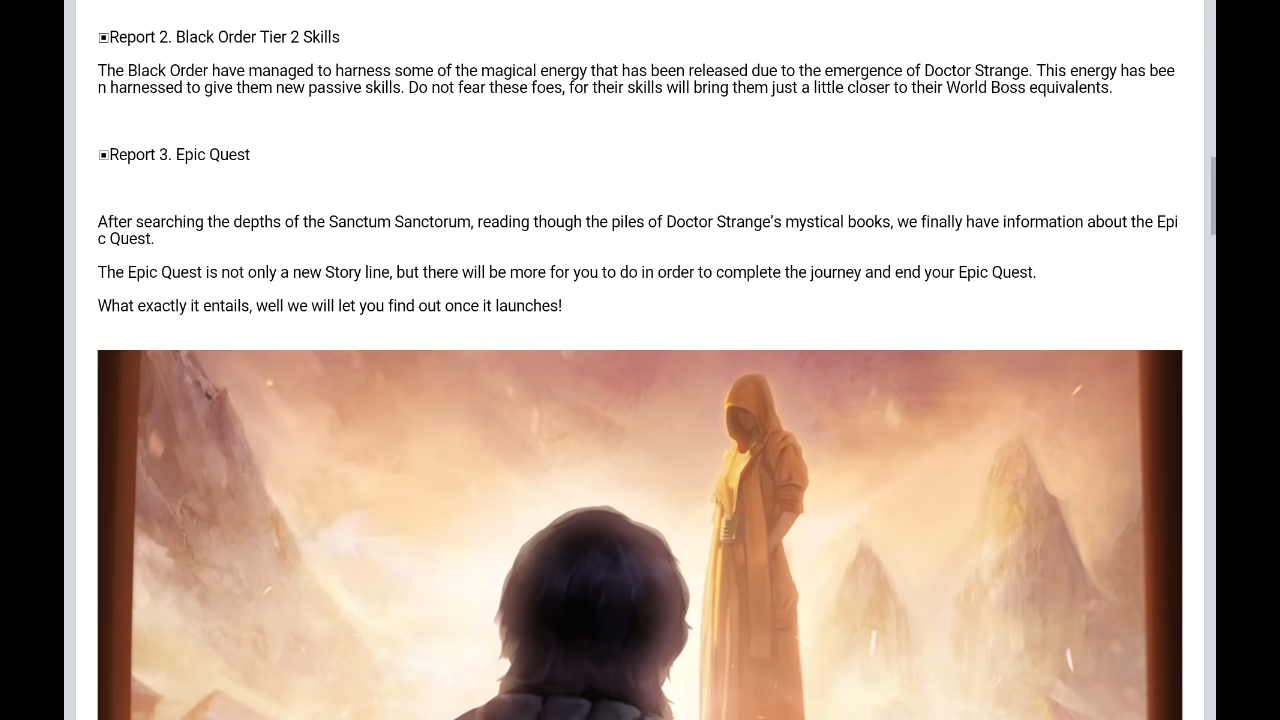 ▣Report 2. Black Order Tier 2 Skills
The Black Order have managed to harness some of the magical energy that has been released due to the emergence of Doctor Strange. This energy has bee
n harnessed to give them new passive skills. Do not fear these foes, for their skills will bring them just a little closer to their World Boss equivalents.
▣Report 3. Epic Quest
After searching the depths of the Sanctum Sanctorum, reading though the piles of Doctor Strange’s mystical books, we finally have information about the Epi
c Quest.
The Epic Quest is not only a new Story line, but there will be more for you to do in order to complete the journey and end your Epic Quest.
What exactly it entails, well we will let you find out once it launches!